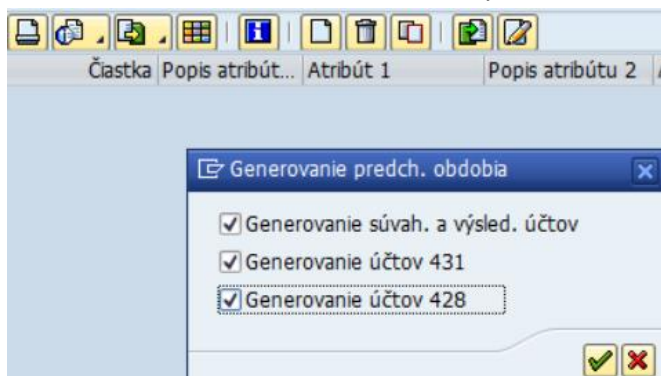 Čiastka Popis atribút... Atribút 1 Popis atribútu 2
Generovanie predch. obdobia
Generovanie súvah. a výsled. účtov
Generovanie účtov 431
Generovanie účtov 428